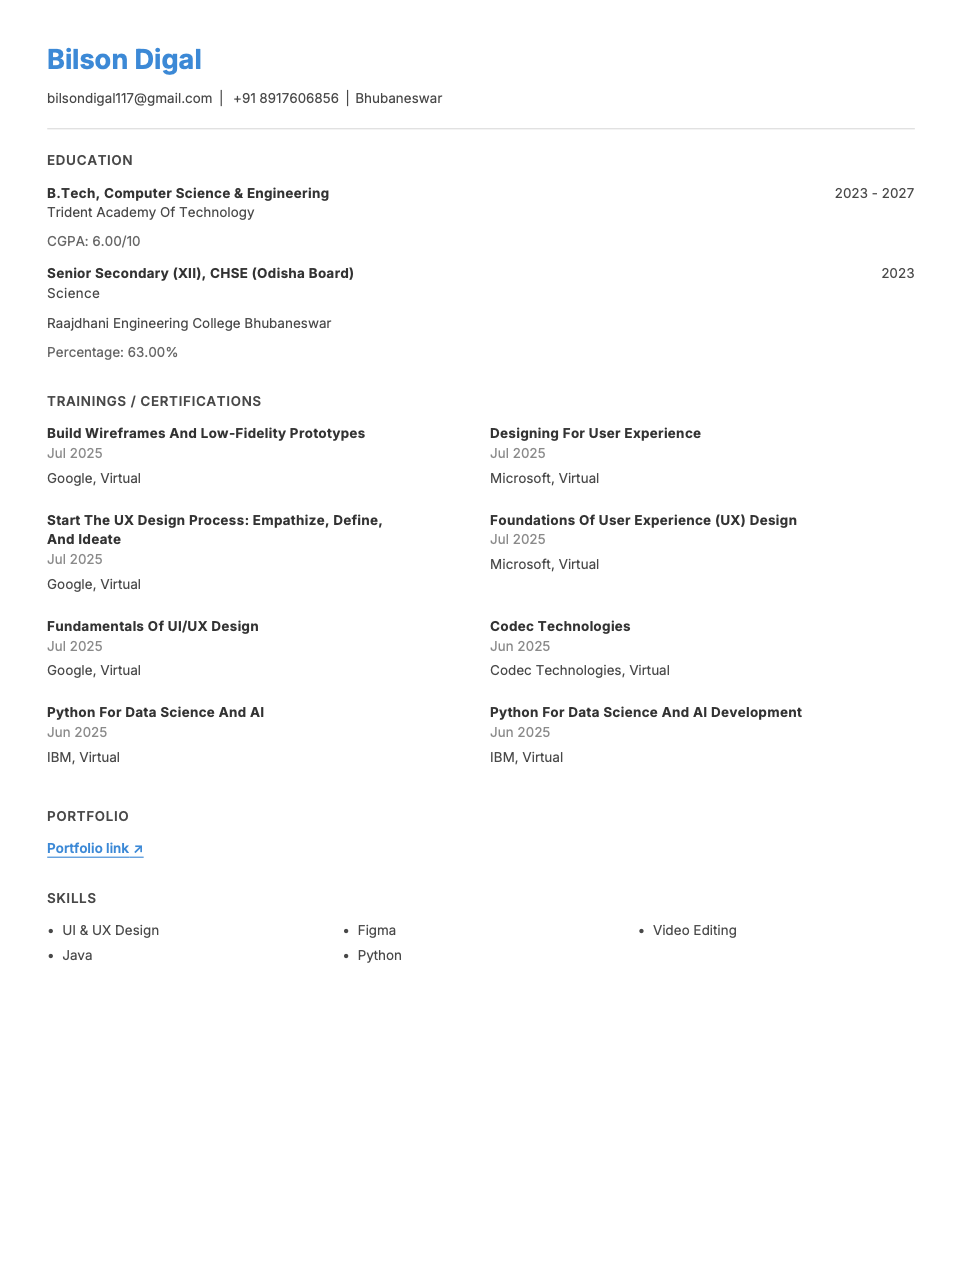 Bilson Digal
bilsondigal117@gmail.com | +91 8917606856 | Bhubaneswar
EDUCATION
B.Tech, Computer Science & Engineering 2023 - 2027
Trident Academy Of Technology
CGPA: 6.00/10
Senior Secondary (XII), CHSE (Odisha Board) 2023
Science
Raajdhani Engineering College Bhubaneswar
Percentage: 63.00%
TRAININGS / CERTIFICATIONS
Build Wireframes And Low-Fidelity Prototypes
Jul 2025
Google, Virtual
Designing For User Experience
Jul 2025
Microsoft, Virtual
Start The UX Design Process: Empathize, Define,
And Ideate
Jul 2025
Google, Virtual
Foundations Of User Experience (UX) Design
Jul 2025
Microsoft, Virtual
Fundamentals Of UI/UX Design
Jul 2025
Google, Virtual
Codec Technologies
Jun 2025
Codec Technologies, Virtual
Python For Data Science And AI
Jun 2025
IBM, Virtual
Python For Data Science And AI Development
Jun 2025
IBM, Virtual
PORTFOLIO
Portfolio link ↗
SKILLS
• UI & UX Design • Figma • Video Editing
• Java • Python